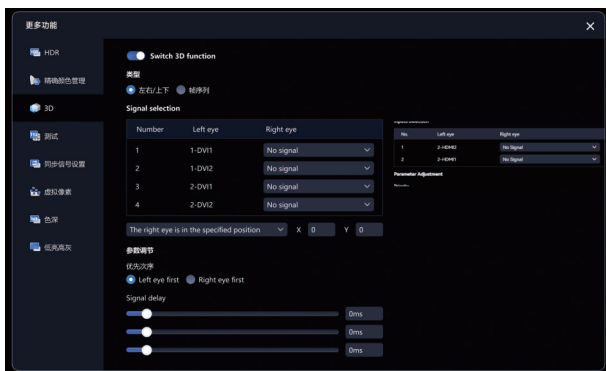 更多功能
HDR
精确颜色管理
3D
测试
同步信号设置
虚拟像素
色深
低亮高灰
Switch 3D function
类型
左右/上下 帧序列
Signal selection
Number Left eye Right eye
1 1-DVI1 No signal
2 1-DVI2 No signal
3 2-DVI1 No signal
4 2-DVI2 No signal
The right eye is in the specified position X 0 Y 0
参数调节
优先次序
Left eye first Right eye first
Signal delay
0ms
0ms
0ms
No. Left eye Right eye
1 2-HDMI2 No Signal
2 2-HDMI1 No Signal
Parameter Adjustment